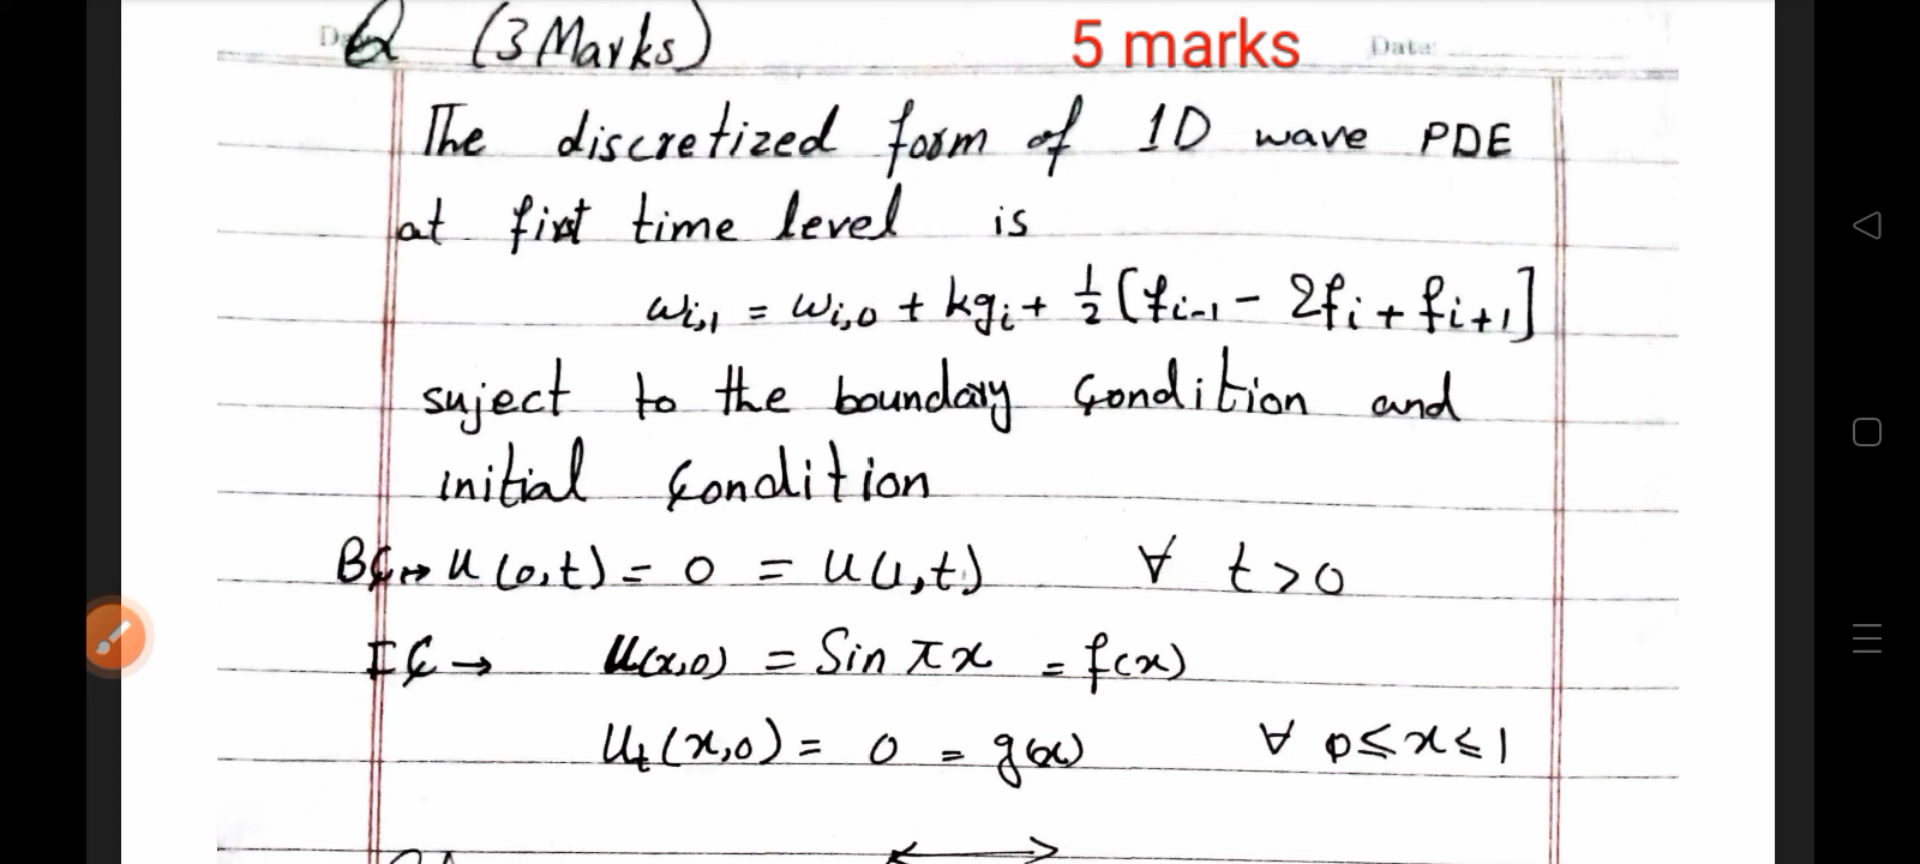 Q (3 Marks) 5 marks Date:
The discretized form of 1D wave PDE
at first time level is
wi,1 = wi,0 + kgi + 1/2 [fi-1 - 2fi + fi+1]
suject to the boundary condition and
initial condition
BC→ u(0,t) = 0 = u(1,t) ∀ t>0
IC → u(x,0) = Sin πx = f(x)
Ut(x,0) = 0 = g(x) ∀ 0≤x≤1